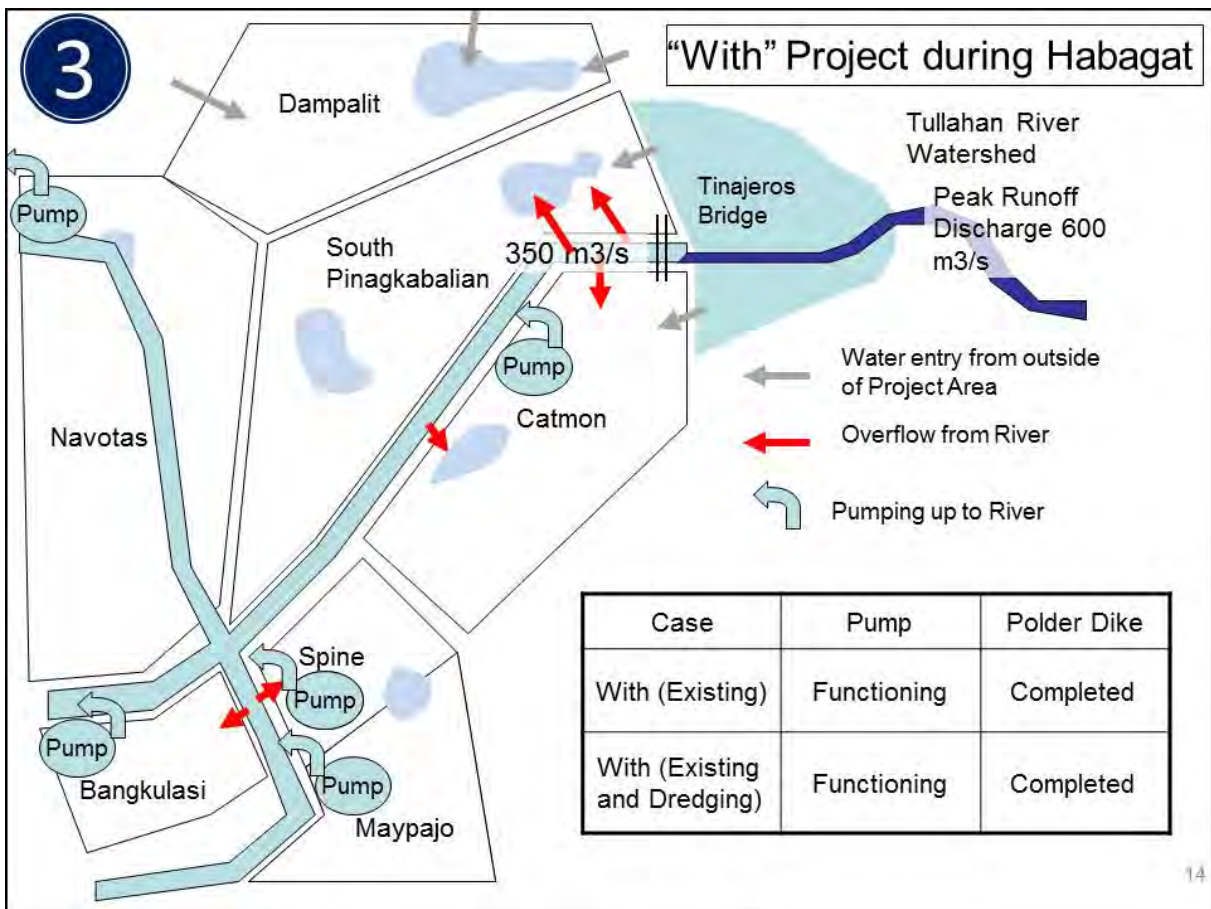 3
"With" Project during Habagat
Dampalit
Tullahan River
Watershed
Tinajeros
Bridge
Peak Runoff
Discharge 600
m3/s
Pump
South
Pinagkabalian
350 m3/s
Pump
Catmon
Navotas
Water entry from outside
of Project Area
Overflow from River
Pumping up to River
Spine
Pump
Pump
Bangkulasi
Pump
Maypajo
Case Pump Polder Dike
With (Existing) Functioning Completed
With (Existing
and Dredging) Functioning Completed
14